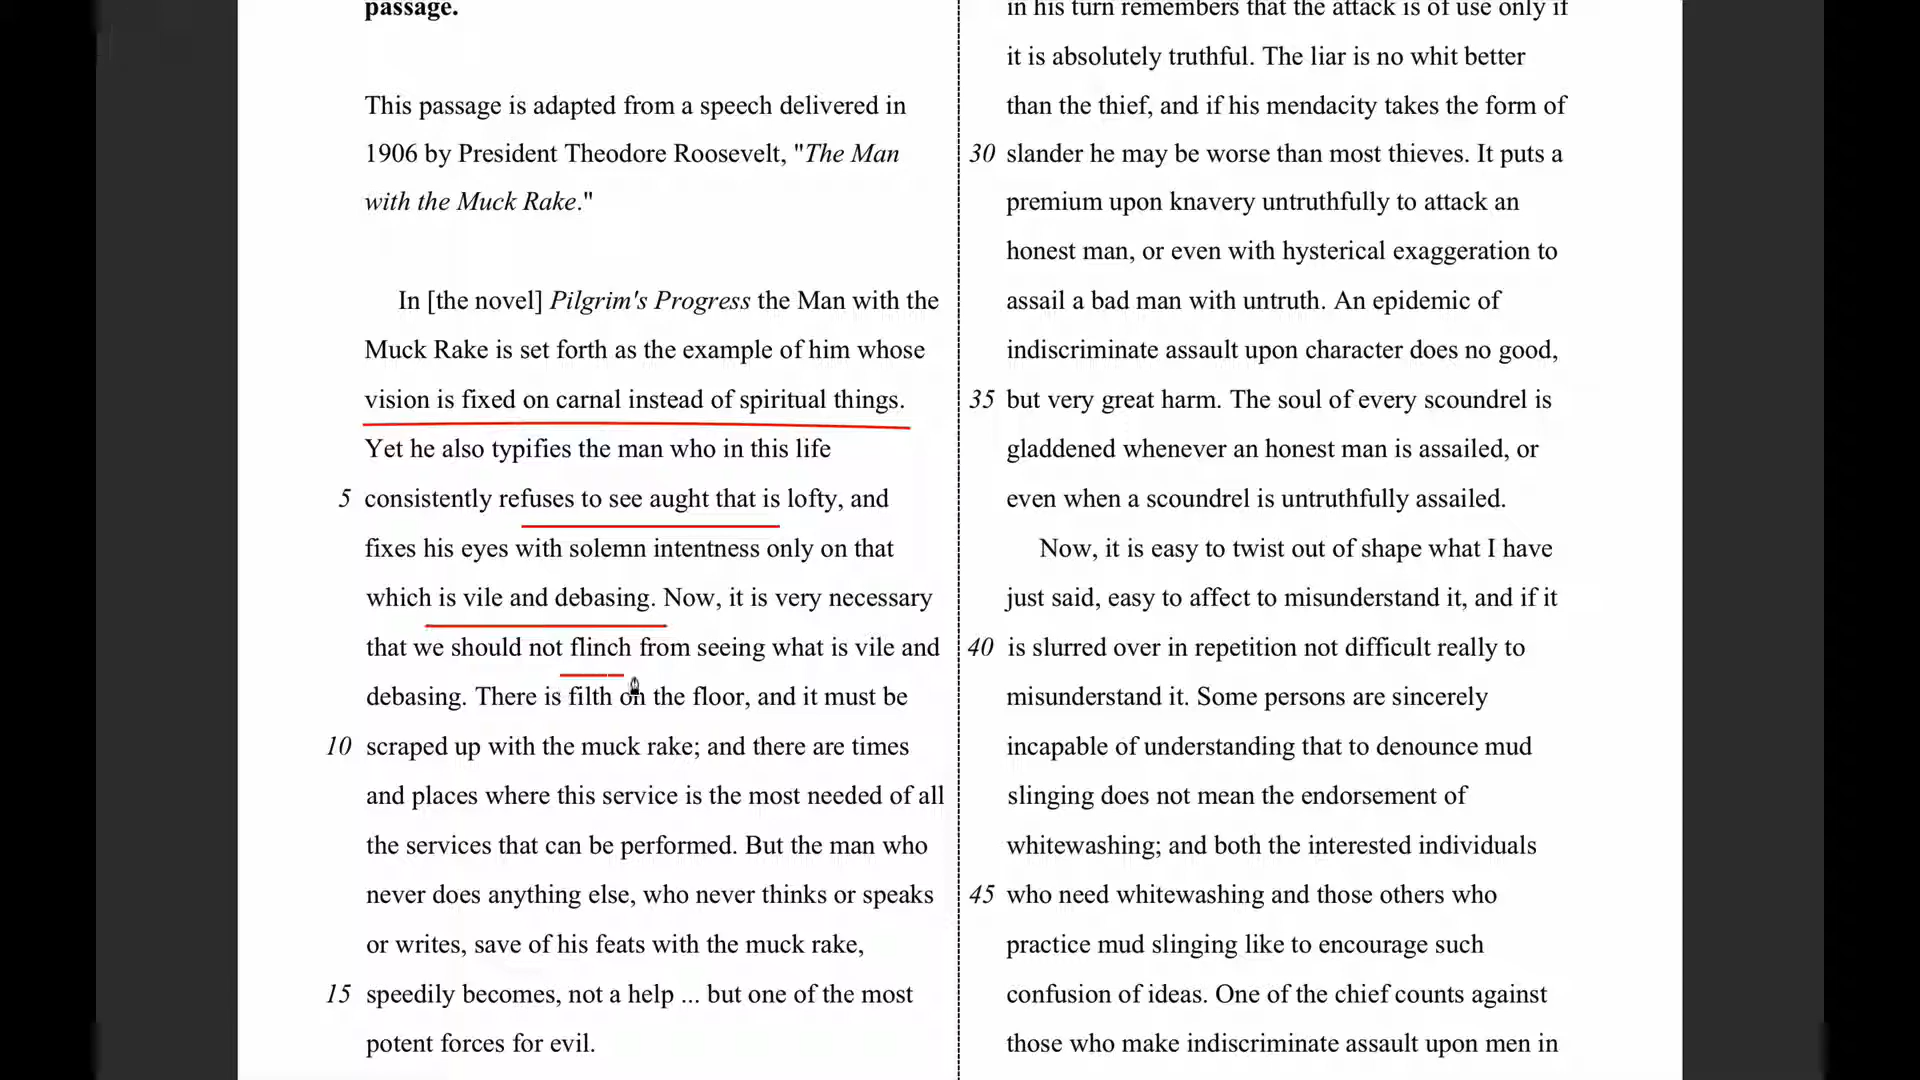 passage.
This passage is adapted from a speech delivered in
1906 by President Theodore Roosevelt, "The Man
with the Muck Rake."
In [the novel] Pilgrim's Progress the Man with the
Muck Rake is set forth as the example of him whose
vision is fixed on carnal instead of spiritual things.
Yet he also typifies the man who in this life
5 consistently refuses to see aught that is lofty, and
fixes his eyes with solemn intentness only on that
which is vile and debasing. Now, it is very necessary
that we should not flinch from seeing what is vile and
debasing. There is filth on the floor, and it must be
10 scraped up with the muck rake; and there are times
and places where this service is the most needed of all
the services that can be performed. But the man who
never does anything else, who never thinks or speaks
or writes, save of his feats with the muck rake,
15 speedily becomes, not a help ... but one of the most
potent forces for evil.
in his turn remembers that the attack is of use only if
it is absolutely truthful. The liar is no whit better
than the thief, and if his mendacity takes the form of
30 slander he may be worse than most thieves. It puts a
premium upon knavery untruthfully to attack an
honest man, or even with hysterical exaggeration to
assail a bad man with untruth. An epidemic of
indiscriminate assault upon character does no good,
35 but very great harm. The soul of every scoundrel is
gladdened whenever an honest man is assailed, or
even when a scoundrel is untruthfully assailed.
Now, it is easy to twist out of shape what I have
just said, easy to affect to misunderstand it, and if it
40 is slurred over in repetition not difficult really to
misunderstand it. Some persons are sincerely
incapable of understanding that to denounce mud
slinging does not mean the endorsement of
whitewashing; and both the interested individuals
45 who need whitewashing and those others who
practice mud slinging like to encourage such
confusion of ideas. One of the chief counts against
those who make indiscriminate assault upon men in